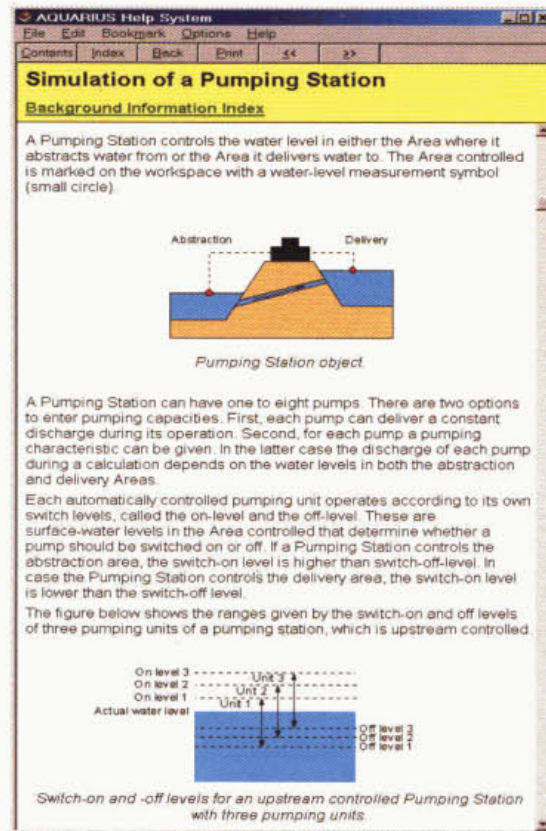 AQUARIUS Help System
File Edit Bookmark Options Help
Contents Index Back Print << >>
Simulation of a Pumping Station
Background Information Index
A Pumping Station controls the water level in either the Area where it
abstracts water from or the Area it delivers water to. The Area controlled
is marked on the workspace with a water-level measurement symbol
(small circle).
Abstraction Delivery
Pumping Station object.
A Pumping Station can have one to eight pumps. There are two options
to enter pumping capacities. First, each pump can deliver a constant
discharge during its operation. Second, for each pump a pumping
characteristic can be given. In the latter case the discharge of each pump
during a calculation depends on the water levels in both the abstraction
and delivery Areas.
Each automatically controlled pumping unit operates according to its own
switch levels, called the on-level and the off-level. These are
surface-water levels in the Area controlled that determine whether a
pump should be switched on or off. If a Pumping Station controls the
abstraction area, the switch-on level is higher than switch-off-level. In
case the Pumping Station controls the delivery area, the switch-on level
is lower than the switch-off level.
The figure below shows the ranges given by the switch-on and off levels
of three pumping units of a pumping station, which is upstream controlled.
On level 3
Unit 3
On level 2
Unit 2
On level 1
Unit 1
Actual water level
Off level 3
Off level 2
Off level 1
Switch-on and -off levels for an upstream controlled Pumping Station
with three pumping units.